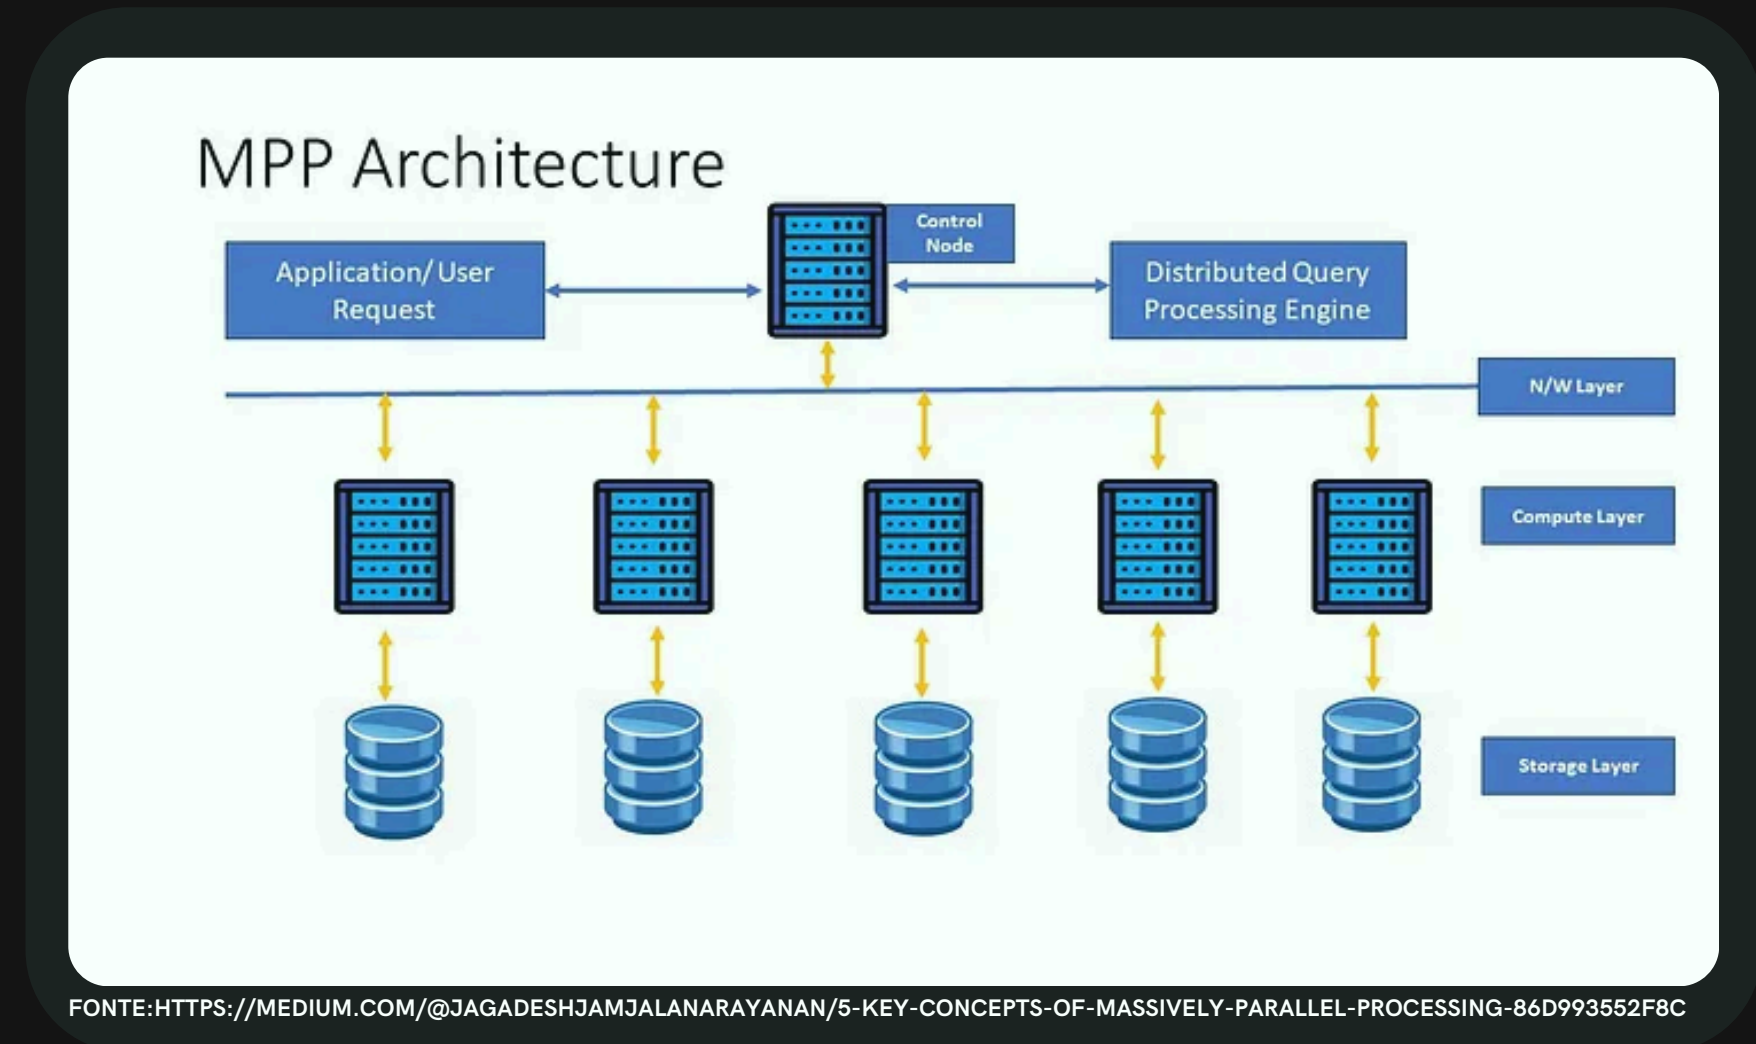 MPP Architecture
Control
Node
Application/ User
Request
Distributed Query
Processing Engine
N/W Layer
Compute Layer
Storage Layer
FONTE:HTTPS://MEDIUM.COM/@JAGADESHJAMJALANARAYANAN/5-KEY-CONCEPTS-OF-MASSIVELY-PARALLEL-PROCESSING-86D993552F8C